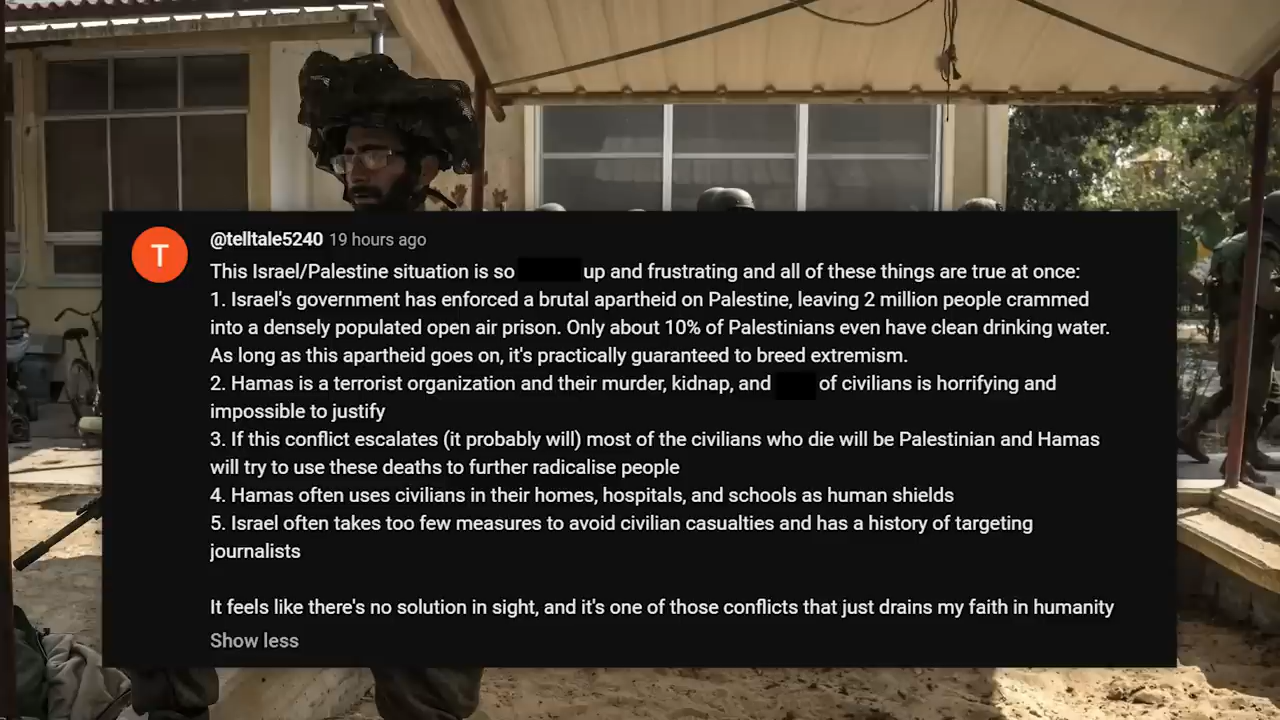 T
@telltale5240 19 hours ago
This Israel/Palestine situation is so up and frustrating and all of these things are true at once:
1. Israel's government has enforced a brutal apartheid on Palestine, leaving 2 million people crammed
into a densely populated open air prison. Only about 10% of Palestinians even have clean drinking water.
As long as this apartheid goes on, it's practically guaranteed to breed extremism.
2. Hamas is a terrorist organization and their murder, kidnap, and of civilians is horrifying and
impossible to justify
3. If this conflict escalates (it probably will) most of the civilians who die will be Palestinian and Hamas
will try to use these deaths to further radicalise people
4. Hamas often uses civilians in their homes, hospitals, and schools as human shields
5. Israel often takes too few measures to avoid civilian casualties and has a history of targeting
journalists
It feels like there's no solution in sight, and it's one of those conflicts that just drains my faith in humanity
Show less